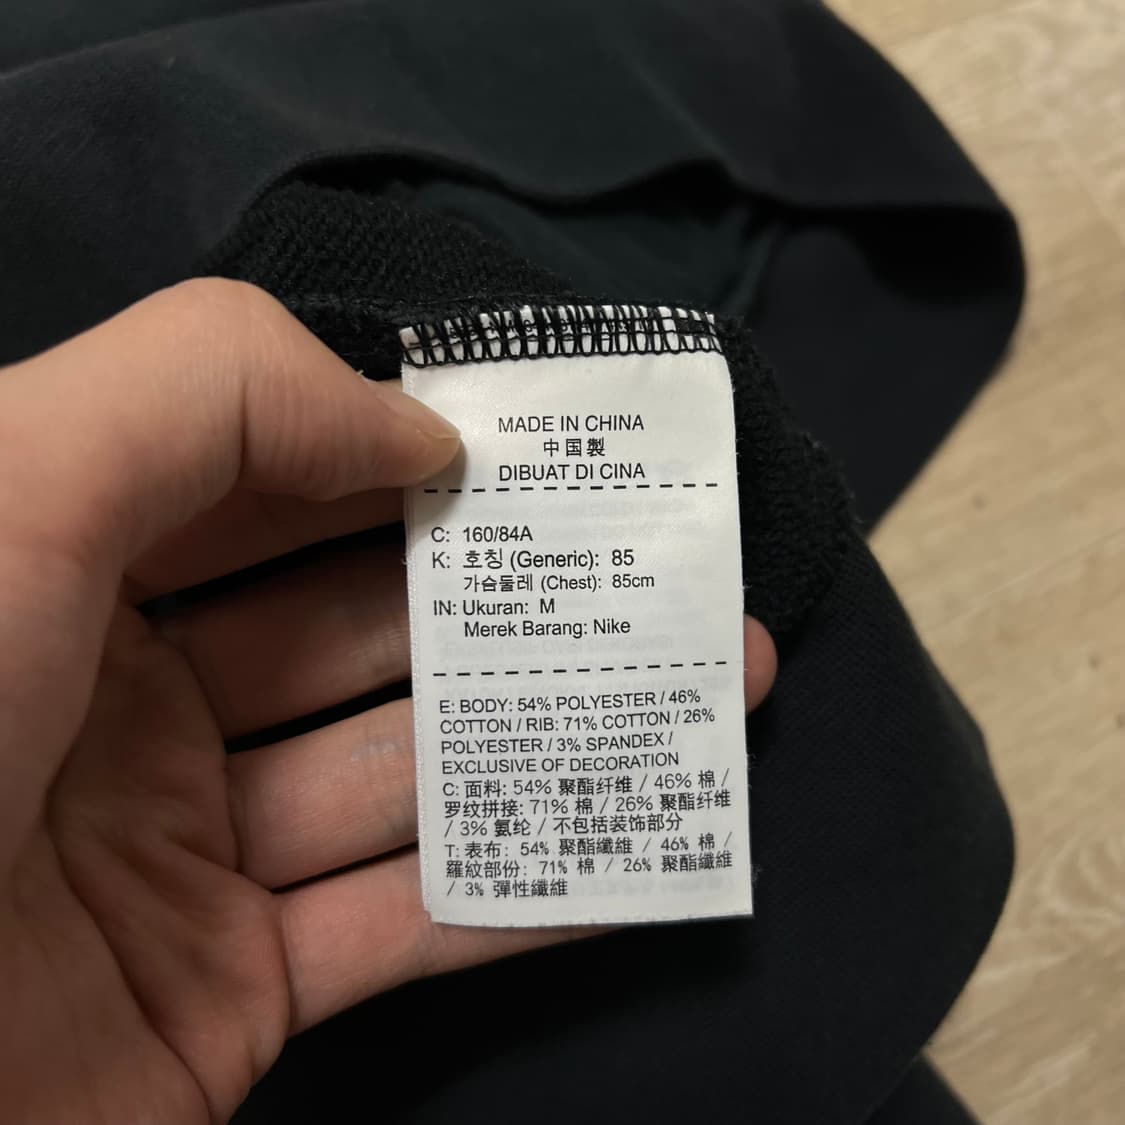 MADE IN CHINA
中国製
DIBUAT DI CINA
C: 160/84A
K: 호칭 (Generic): 85
가슴둘레 (Chest): 85cm
IN: Ukuran: M
Merek Barang: Nike
E: BODY: 54% POLYESTER / 46%
COTTON / RIB: 71% COTTON / 26%
POLYESTER / 3% SPANDEX /
EXCLUSIVE OF DECORATION
C: 面料: 54% 聚酯纤维 / 46% 棉 /
罗纹拼接: 71% 棉 / 26% 聚酯纤维
/ 3% 氨纶 / 不包括装饰部分
T: 表布: 54% 聚酯纖維 / 46% 棉 /
羅紋部份: 71% 棉 / 26% 聚酯纖維
/ 3% 彈性纖維